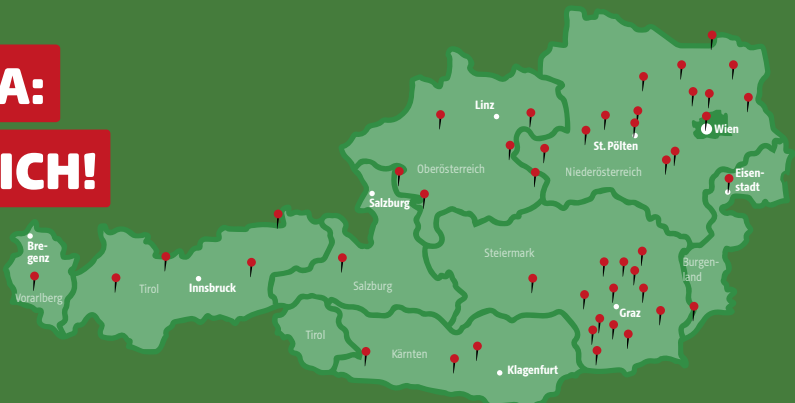 A:
ICH!
Linz
Wien
St. Pölten
Oberösterreich
Niederösterreich
Eisen-
stadt
Salzburg
Bre-
genz
Steiermark
Burgen-
land
Vorarlberg
Tirol
Innsbruck
Salzburg
Graz
Tirol
Kärnten
Klagenfurt